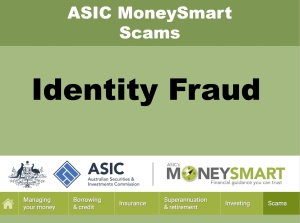 ASIC MoneySmart
Scams
Identity Fraud
ASIC
Australian Securities &
Investments Commission
ASIC's
MONEYSMART
Financial guidance you can trust
Managing
your money
Borrowing
& credit
Insurance
Superannuation
& retirement
Investing
Scams